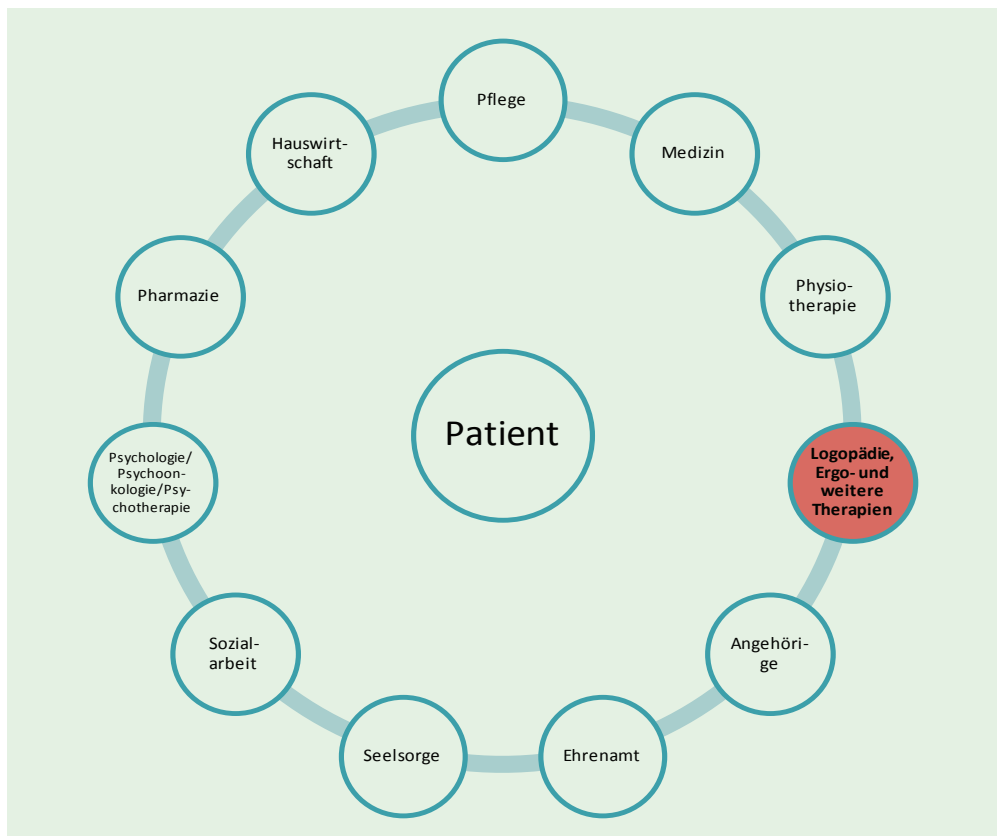 Pflege
Medizin
Physio-
therapie
Logopädie,
Ergo- und
weitere
Therapien
Angehöri-
ge
Ehrenamt
Seelsorge
Sozial-
arbeit
Psychologie/
Psychoon-
kologie/Psy-
chotherapie
Pharmazie
Hauswirt-
schaft
Patient